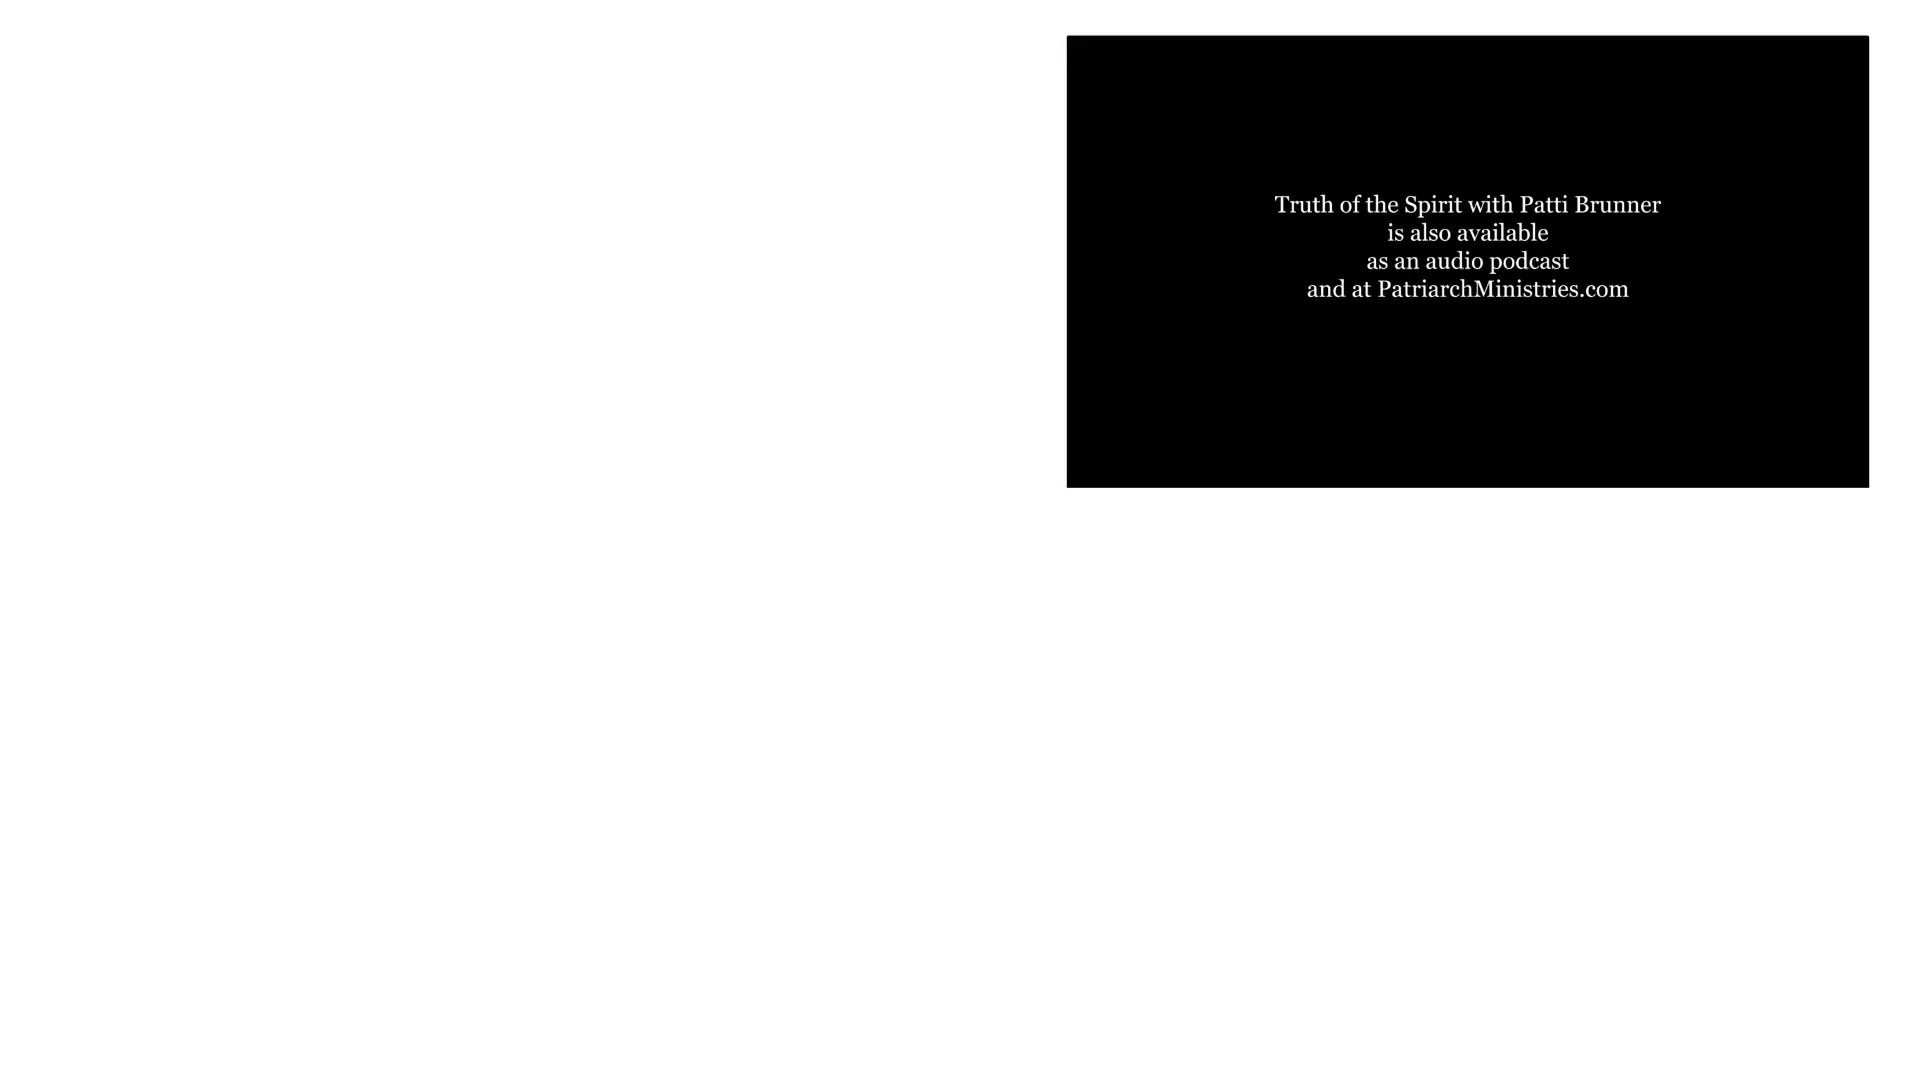 Truth of the Spirit with Patti Brunner
is also available
as an audio podcast
and at PatriarchMinistries.com